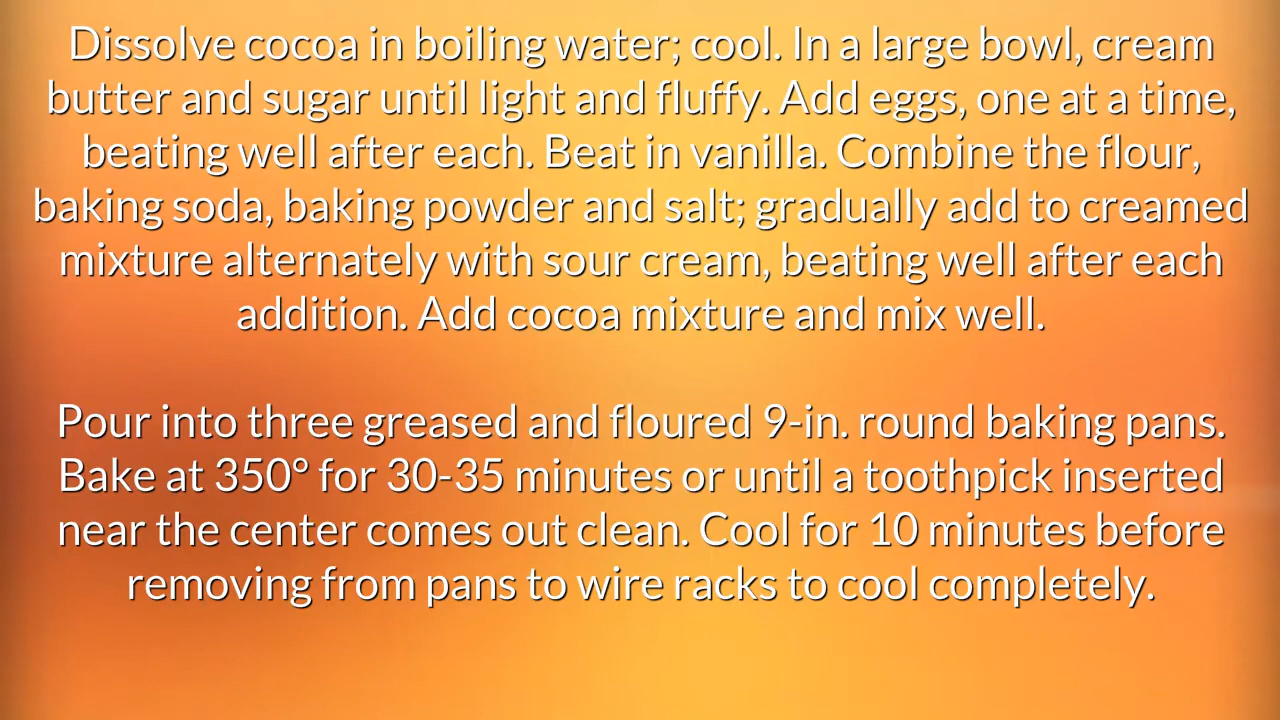 Dissolve cocoa in boiling water; cool. In a large bowl, cream
butter and sugar until light and fluffy. Add eggs, one at a time,
beating well after each. Beat in vanilla. Combine the flour,
baking soda, baking powder and salt; gradually add to creamed
mixture alternately with sour cream, beating well after each
addition. Add cocoa mixture and mix well.
Pour into three greased and floured 9-in. round baking pans.
Bake at 350° for 30-35 minutes or until a toothpick inserted
near the center comes out clean. Cool for 10 minutes before
removing from pans to wire racks to cool completely.